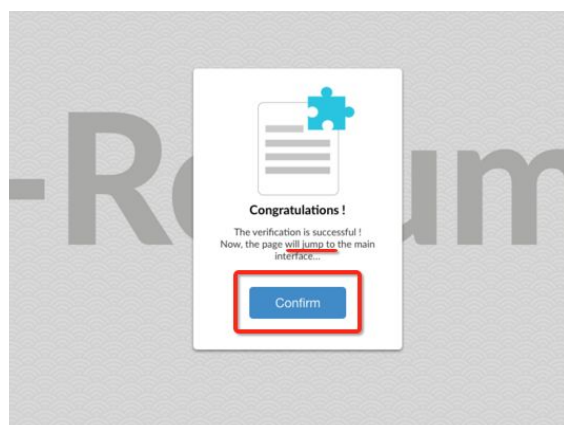 Congratulations !
The verification is successful !
Now, the page will jump to the main
interface...
Confirm